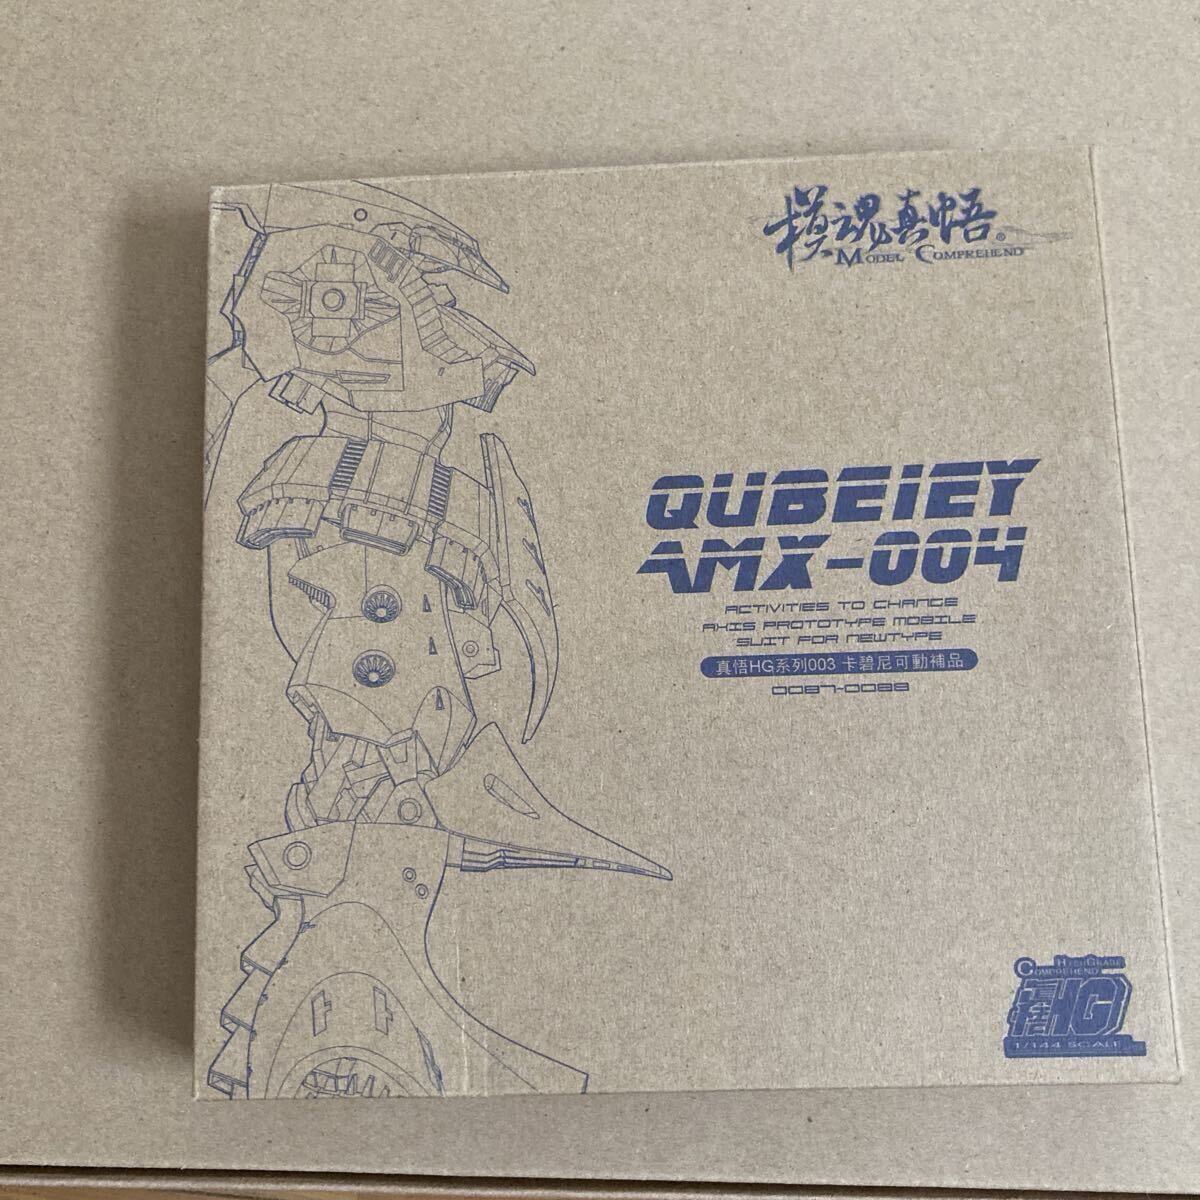 模魂真悟®
MODEL COMPREHEND
QUBEIEY
AMX-004
ACTIVITIES TO CHANGE
AXIS PROTOTYPE MOBILE
SUIT FOR NEWTYPE
真悟HG系列003 卡碧尼可動補品
0087-0088
HIGHGRADE
COMPREHEND
真悟HG
1/144 SCALE